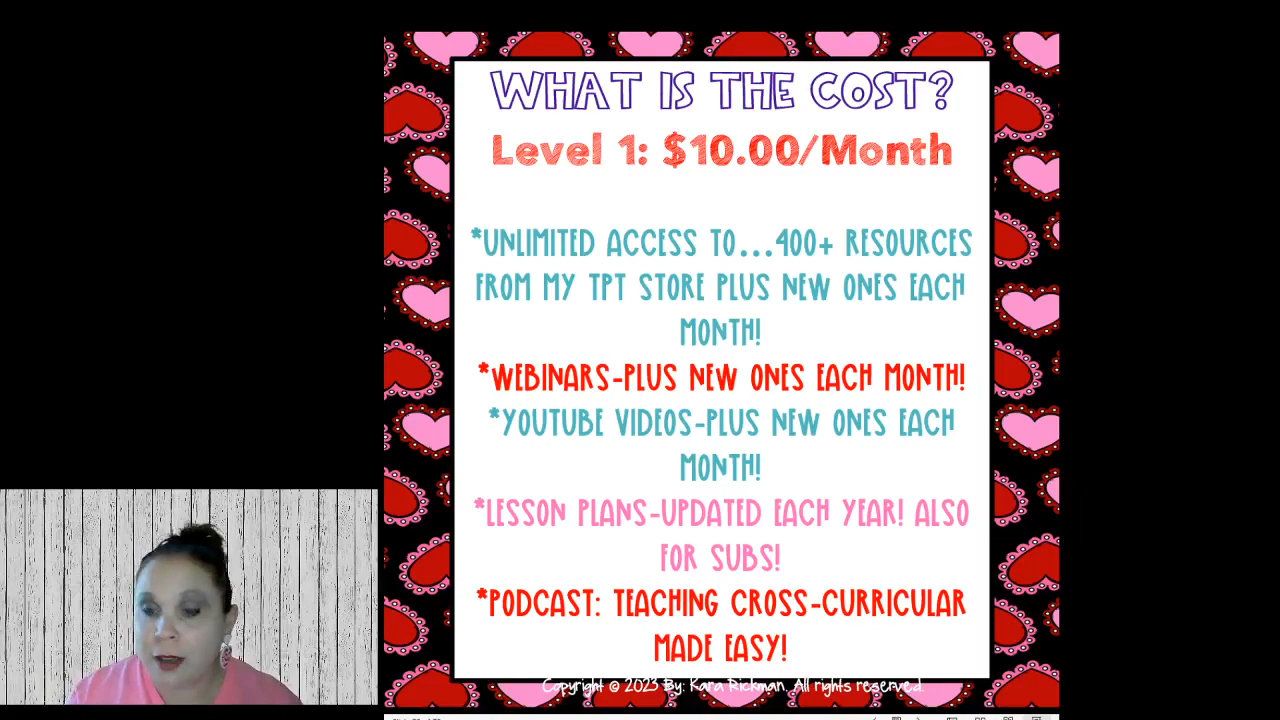 WHAT IS THE COST?
Level 1: $10.00/Month
*UNLIMITED ACCESS TO...400+ RESOURCES
FROM MY TPT STORE PLUS NEW ONES EACH
MONTH!
*WEBINARS-PLUS NEW ONES EACH MONTH!
*YOUTUBE VIDEOS-PLUS NEW ONES EACH
MONTH!
*LESSON PLANS-UPDATED EACH YEAR! ALSO
FOR SUBS!
*PODCAST: TEACHING CROSS-CURRICULAR
MADE EASY!
Copyright © 2023 By: Kara Rickman. All rights reserved.